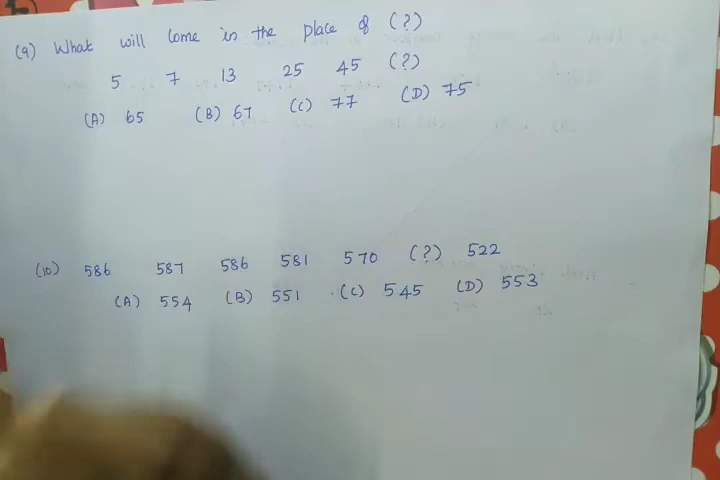 (9) What will Come in the place of (?)
5 7 13 25 45 (?)
(A) 65 (B) 67 (C) 77 (D) 75
(10) 586 587 586 581 570 (?) 522
(A) 554 (B) 551 (C) 545 (D) 553